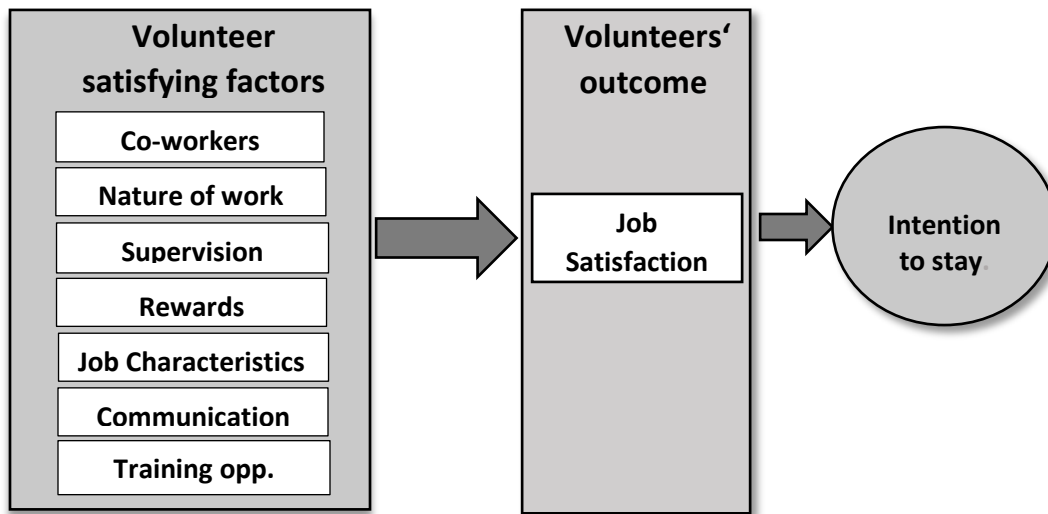 Volunteer
satisfying factors
Co-workers
Nature of work
Supervision
Rewards
Job Characteristics
Communication
Training opp.
Volunteers‘
outcome
Job
Satisfaction
Intention
to stay.